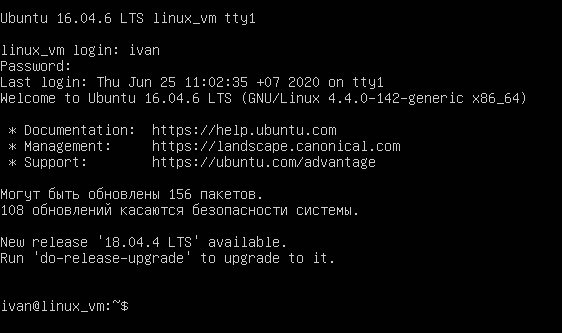 Ubuntu 16.04.6 LTS linux_vm tty1
linux_vm login: ivan
Password:
Last login: Thu Jun 25 11:02:35 +07 2020 on tty1
Welcome to Ubuntu 16.04.6 LTS (GNU/Linux 4.4.0-142-generic x86_64)
* Documentation:  https://help.ubuntu.com
* Management:     https://landscape.canonical.com
* Support:        https://ubuntu.com/advantage
Могут быть обновлены 156 пакетов.
108 обновлений касаются безопасности системы.
New release '18.04.4 LTS' available.
Run 'do-release-upgrade' to upgrade to it.
ivan@linux_vm:~$